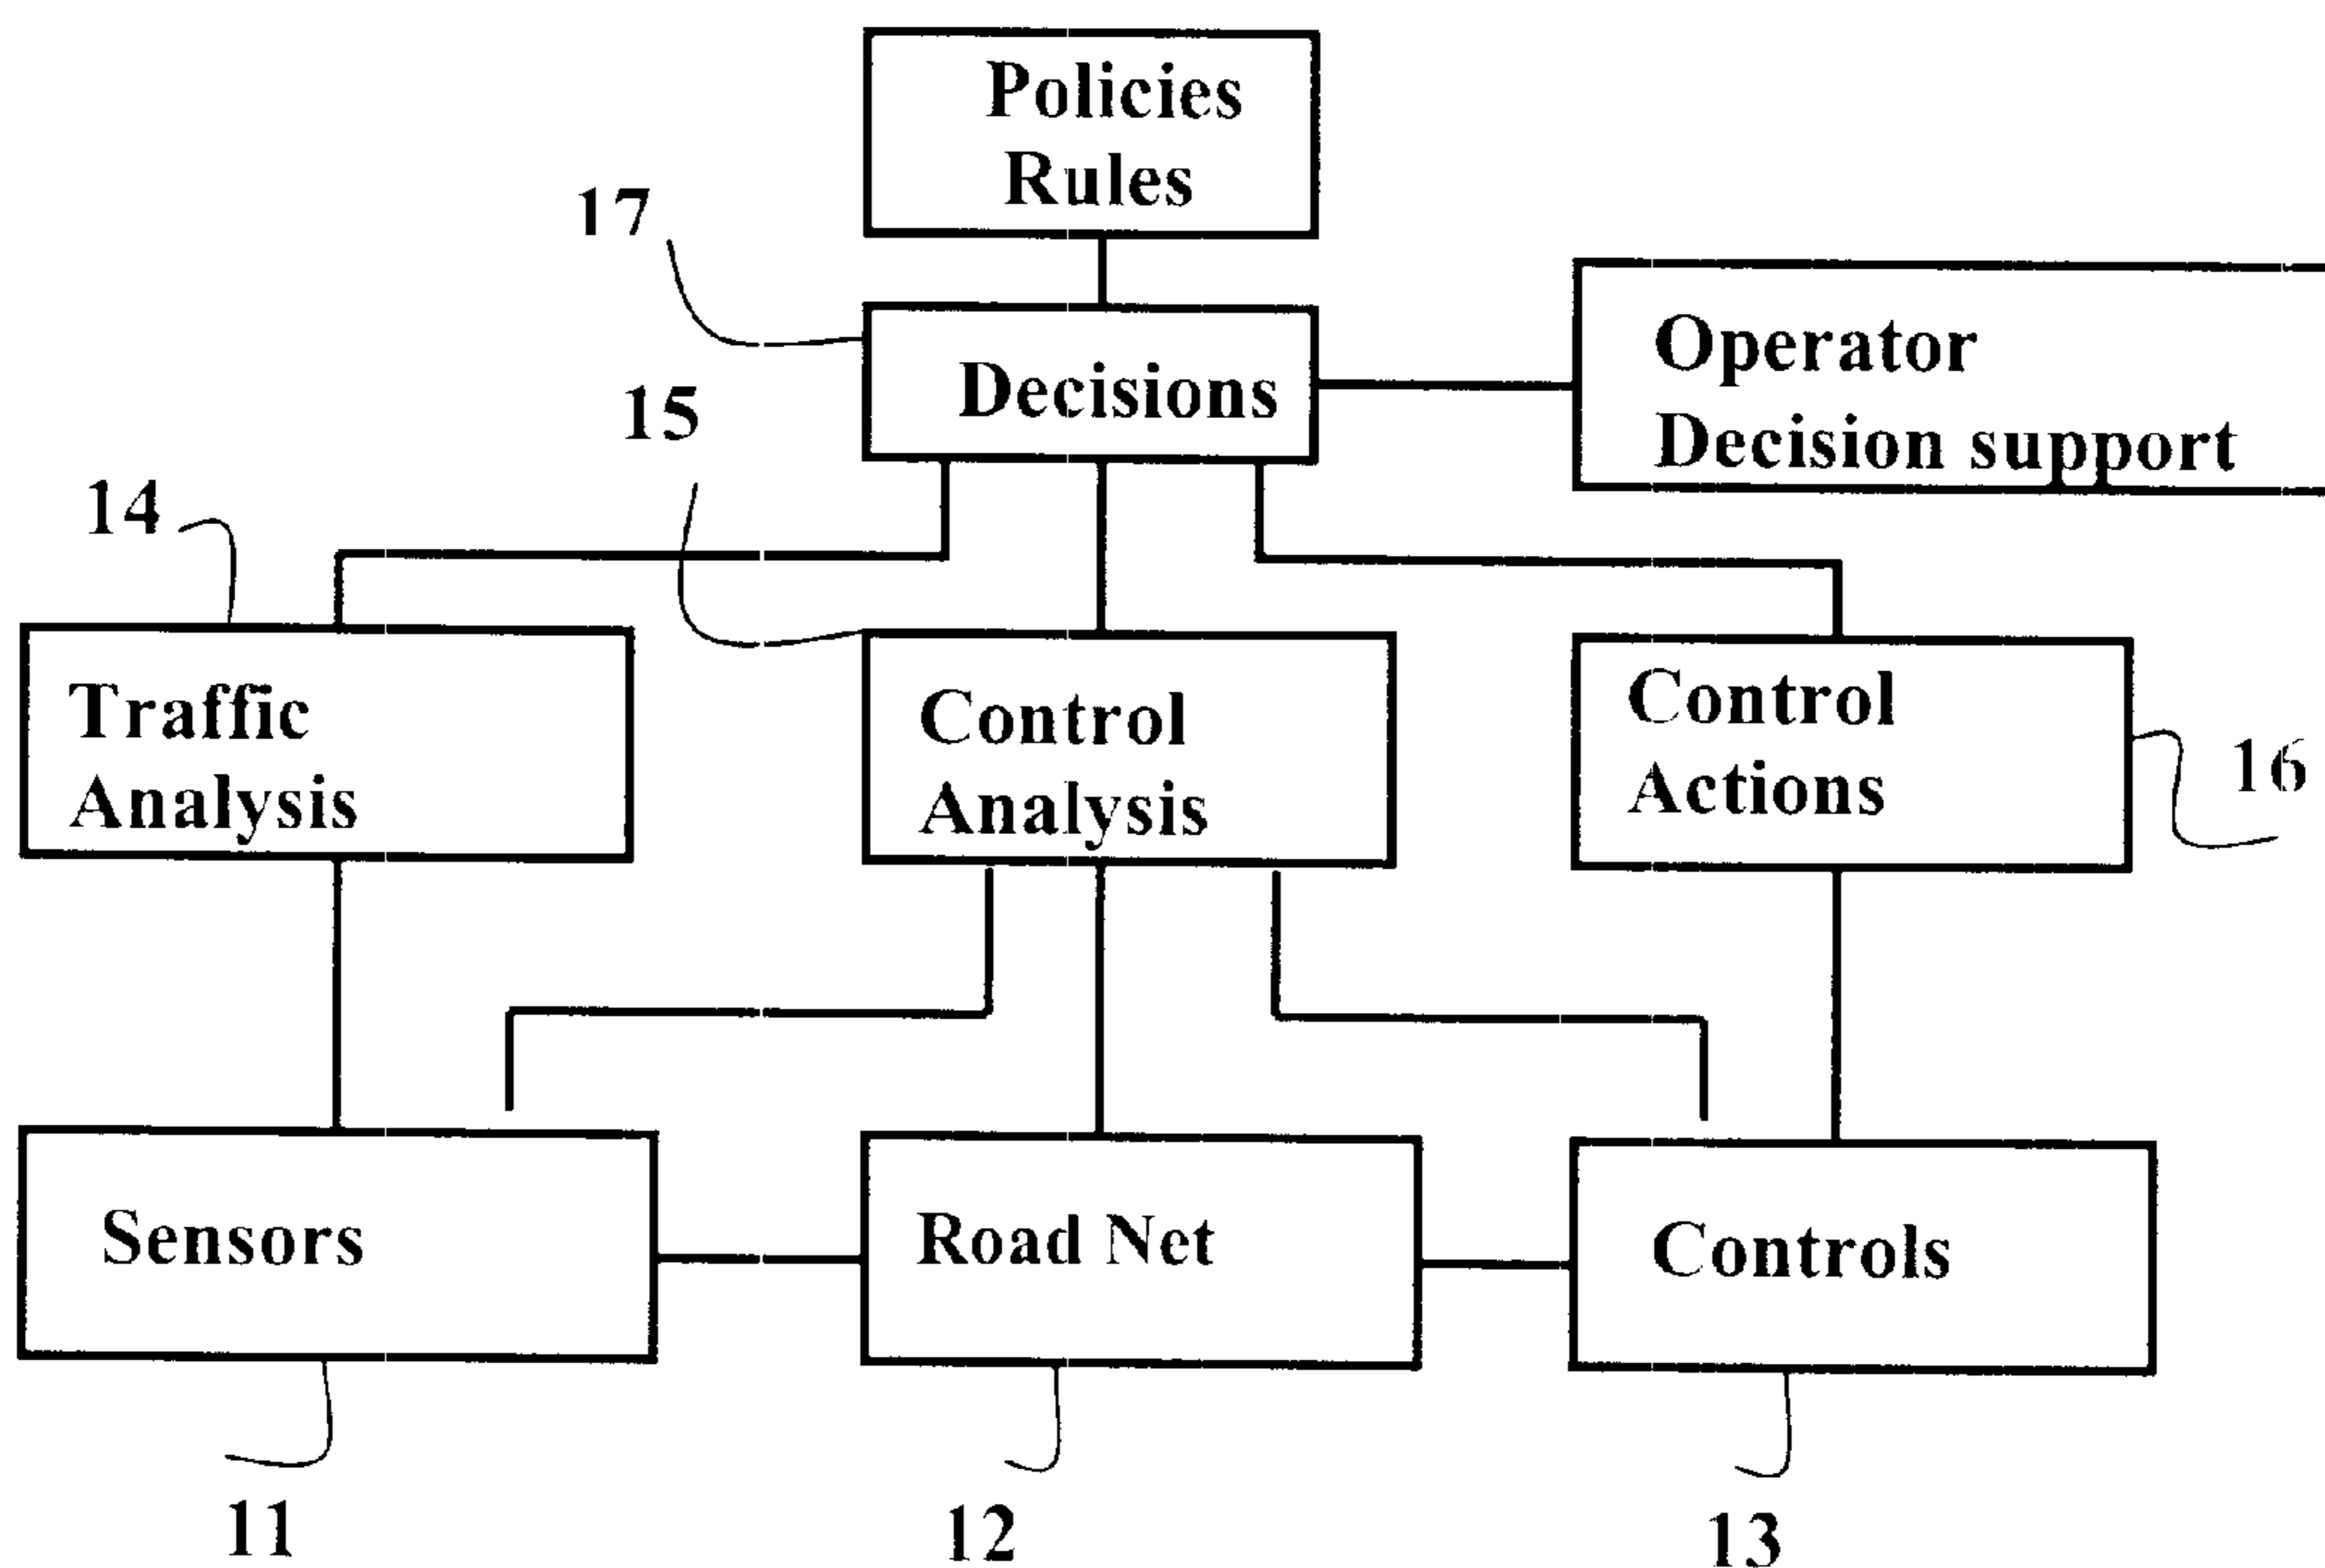 Policies
Rules
17
Decisions
Operator
Decision support
15
14
Traffic
Analysis
Control
Analysis
Control
Actions
16
Sensors
Road Net
Controls
11
12
13